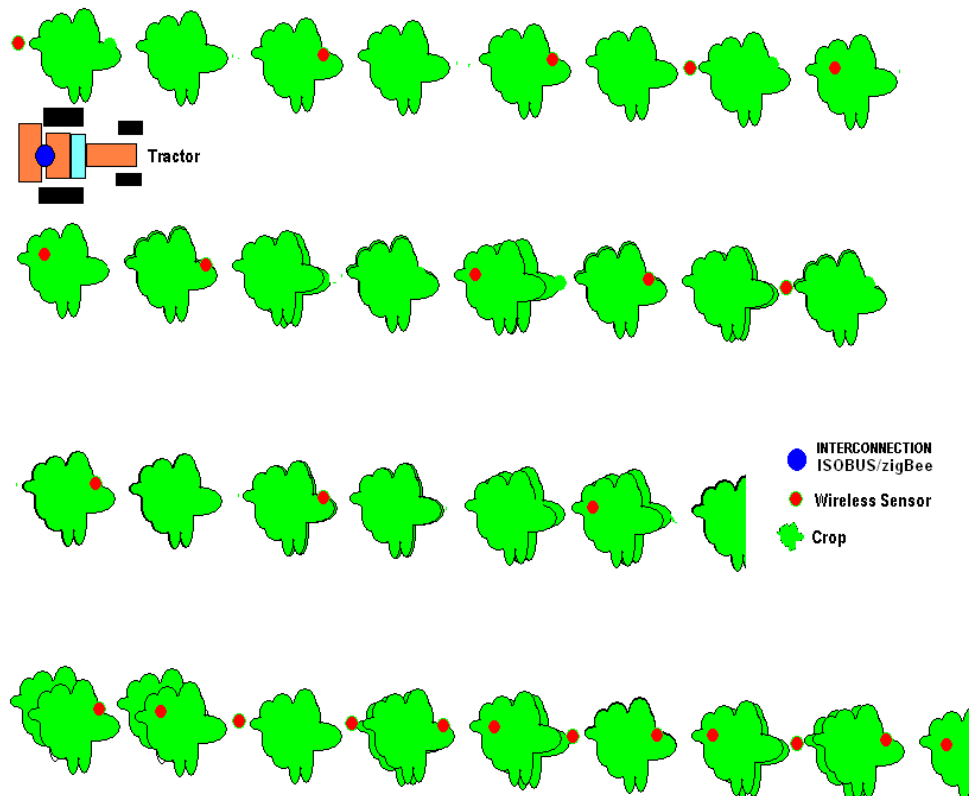 Tractor
INTERCONNECTION
ISOBUS/zigBee
Wireless Sensor
Crop